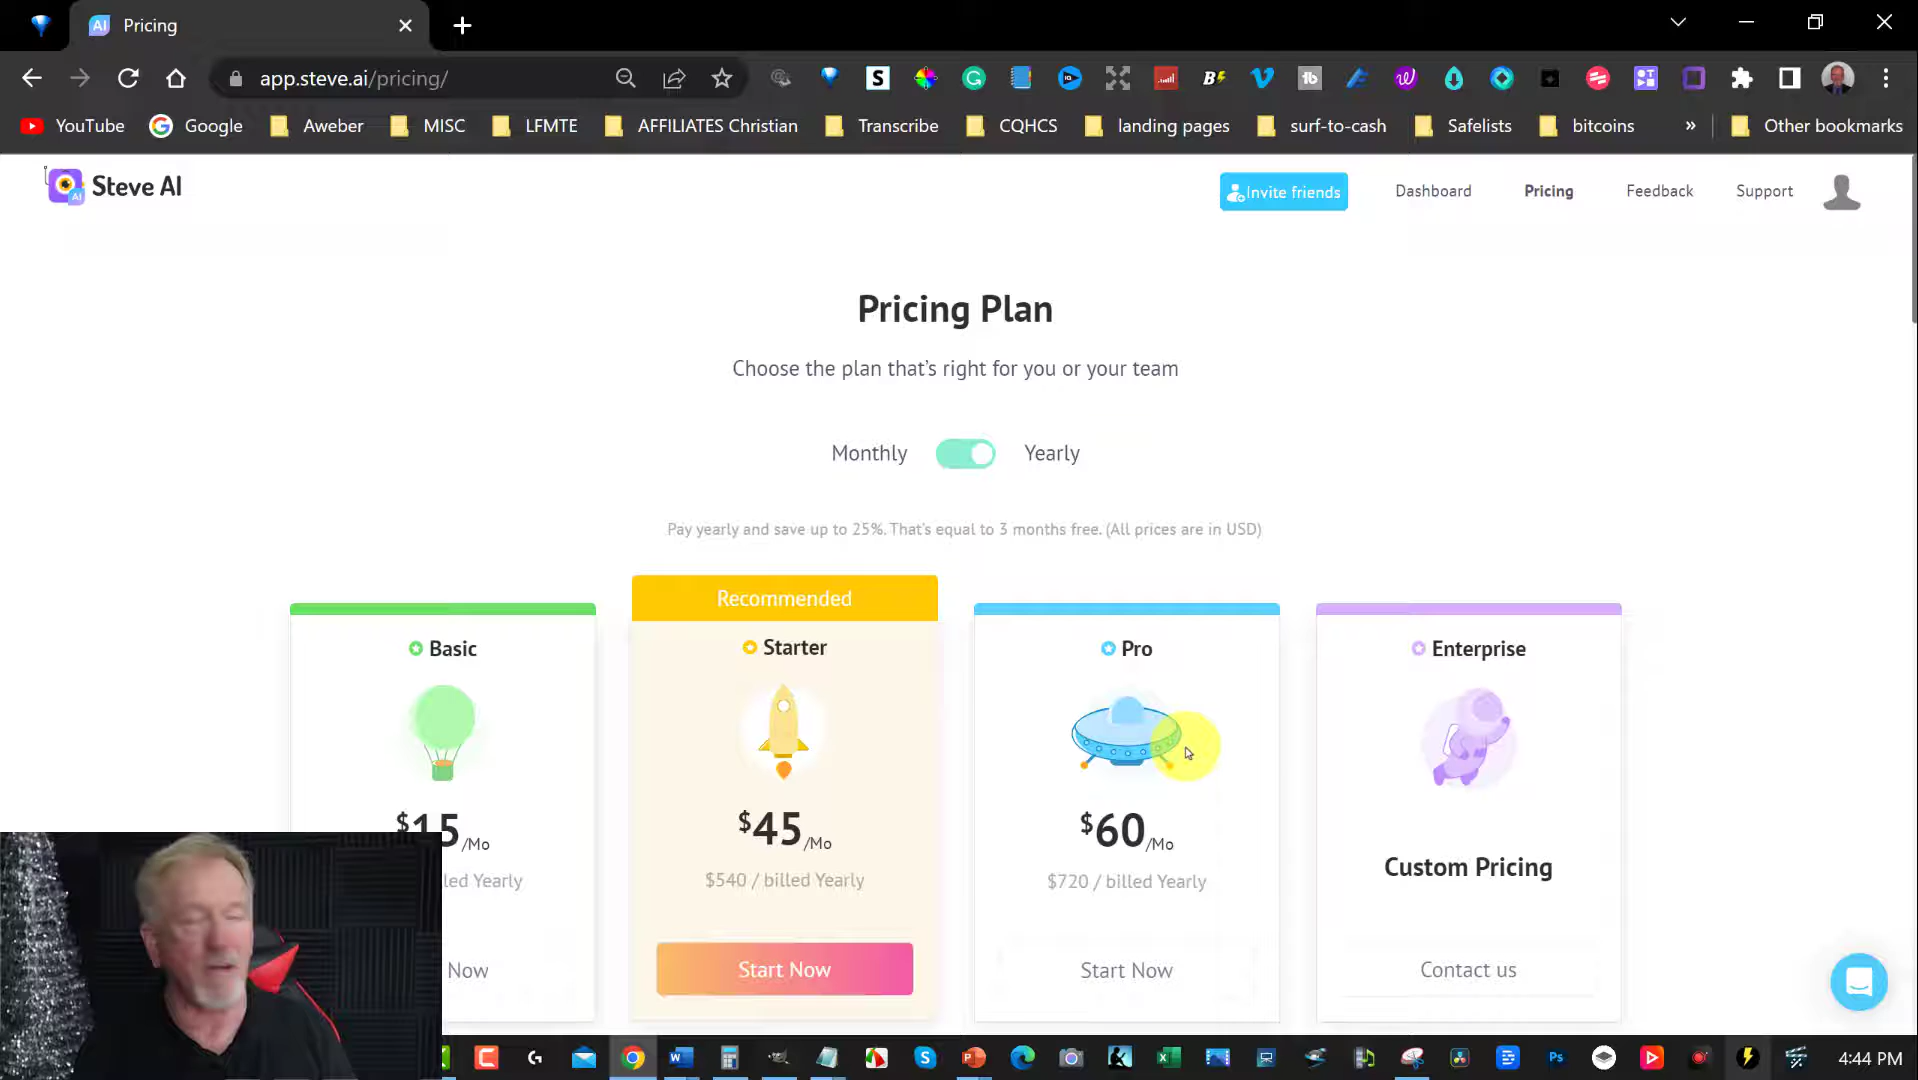 Pricing
app.steve.ai/pricing/
YouTube Google Aweber MISC LFMTE AFFILIATES Christian Transcribe CQHCS landing pages surf-to-cash Safelists bitcoins » Other bookmarks
Steve AI
Invite friends Dashboard Pricing Feedback Support
Pricing Plan
Choose the plan that's right for you or your team
Monthly Yearly
Pay yearly and save up to 25%. That's equal to 3 months free. (All prices are in USD)
Recommended
Basic Starter Pro Enterprise
$15/Mo $45/Mo $60/Mo
Custom Pricing
led Yearly $540 / billed Yearly $720 / billed Yearly
Now Start Now Start Now Contact us
4:44 PM